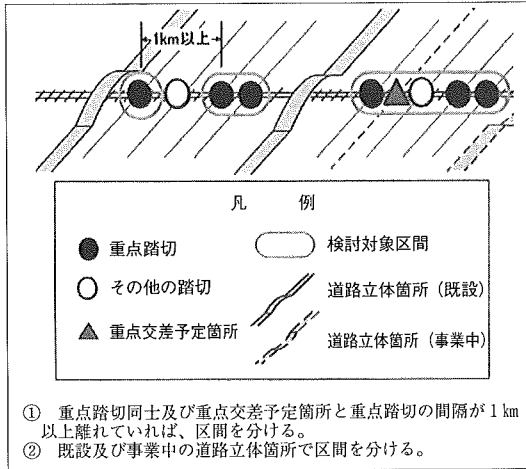 1km以上
凡 例
重点踏切
検討対象区間
その他の踏切
道路立体箇所(既設)
重点交差予定箇所
道路立体箇所(事業中)
① 重点踏切同士及び重点交差予定箇所と重点踏切の間隔が1km
以上離れていれば、区間を分ける。
② 既設及び事業中の道路立体箇所で区間を分ける。